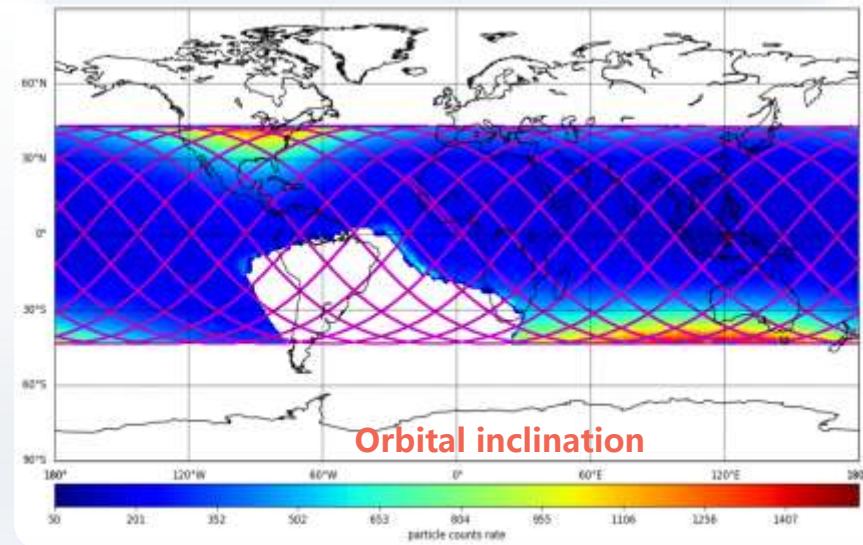 60°N
30°N
0°
30°S
60°S
Orbital inclination
90°S
180° 120°W 60°W 0° 60°E 120°E 180
50 201 352 502 653 804 955 1106 1256 1407
particle counts rate